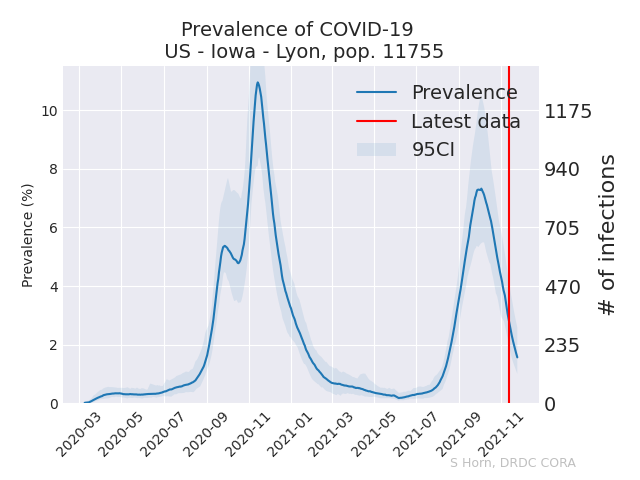 Prevalence of COVID-19
US - Iowa - Lyon, pop. 11755
Prevalence
Latest data
95CI
Prevalence (%)
10
8
6
4
2
0
1175
940
705
470
235
0
# of infections
2020-03
2020-05
2020-07
2020-09
2020-11
2021-01
2021-03
2021-05
2021-07
2021-09
2021-11
S Horn, DRDC CORA